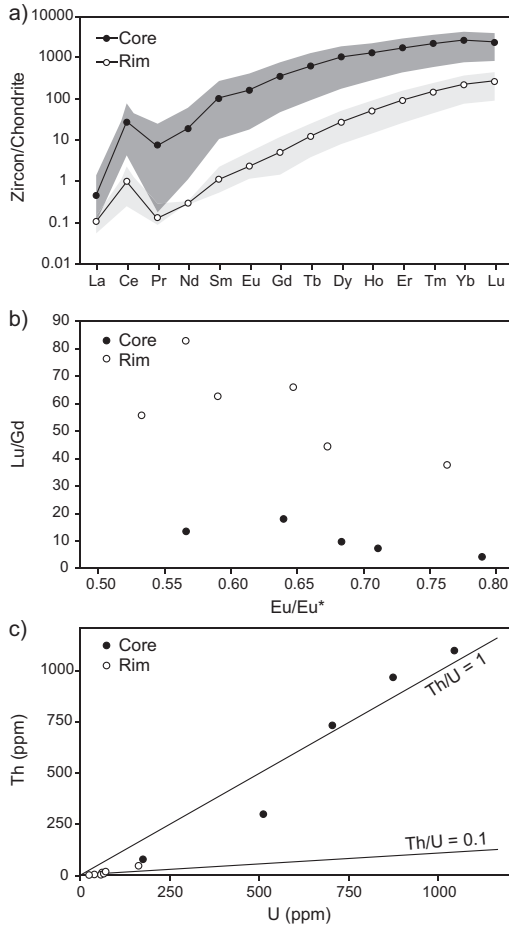 a)
Zircon/Chondrite
10000
1000
100
10
1
0.1
0.01
Core
Rim
La Ce Pr Nd Sm Eu Gd Tb Dy Ho Er Tm Yb Lu
b)
Lu/Gd
90
80
70
60
50
40
30
20
10
0
Core
Rim
0.50 0.55 0.60 0.65 0.70 0.75 0.80
Eu/Eu*
c)
Th (ppm)
1000
750
500
250
0
Core
Rim
Th/U = 1
Th/U = 0.1
0 250 500 750 1000
U (ppm)